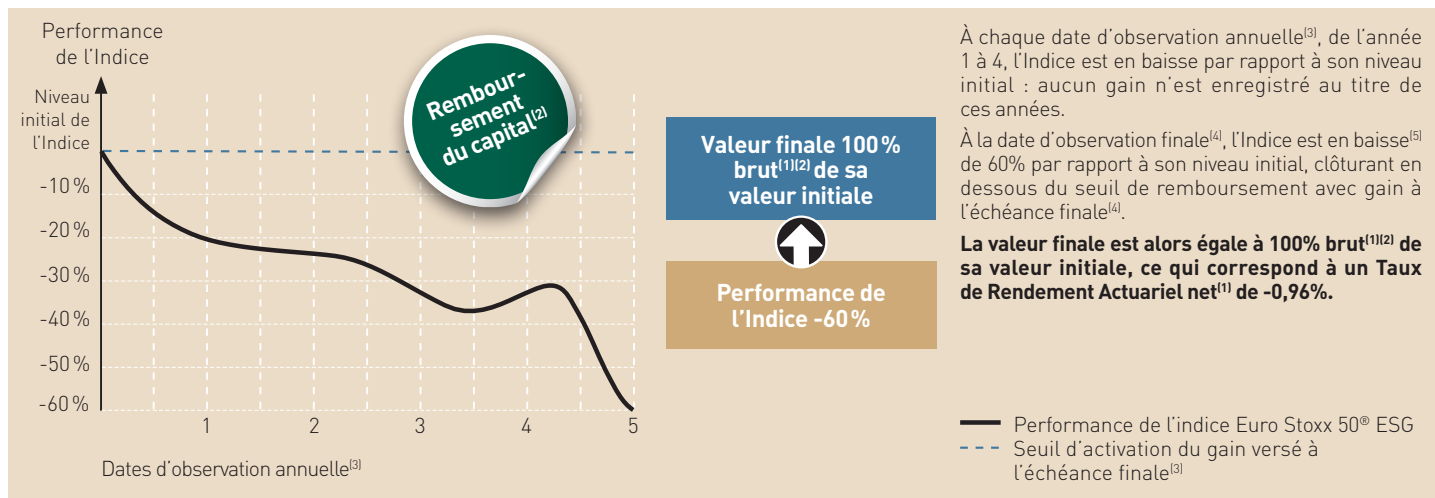 Performance
de l’Indice
Niveau
initial de
l’Indice
-10 %
-20 %
-30 %
-40 %
-50 %
-60 %
1 2 3 4 5
Dates d’observation annuelle(3)
Rembour-
sement
du capital(2)
Valeur finale 100 %
brut(1)(2) de sa
valeur initiale
Performance de
l’Indice -60 %
À chaque date d’observation annuelle(3), de l’année
1 à 4, l’Indice est en baisse par rapport à son niveau
initial : aucun gain n’est enregistré au titre de
ces années.
À la date d’observation finale(4), l’Indice est en baisse(5)
de 60% par rapport à son niveau initial, clôturant en
dessous du seuil de remboursement avec gain à
l’échéance finale(4).
La valeur finale est alors égale à 100% brut(1)(2) de
sa valeur initiale, ce qui correspond à un Taux
de Rendement Actuariel net(1) de -0,96%.
Performance de l’indice Euro Stoxx 50® ESG
Seuil d’activation du gain versé à
l’échéance finale(3)